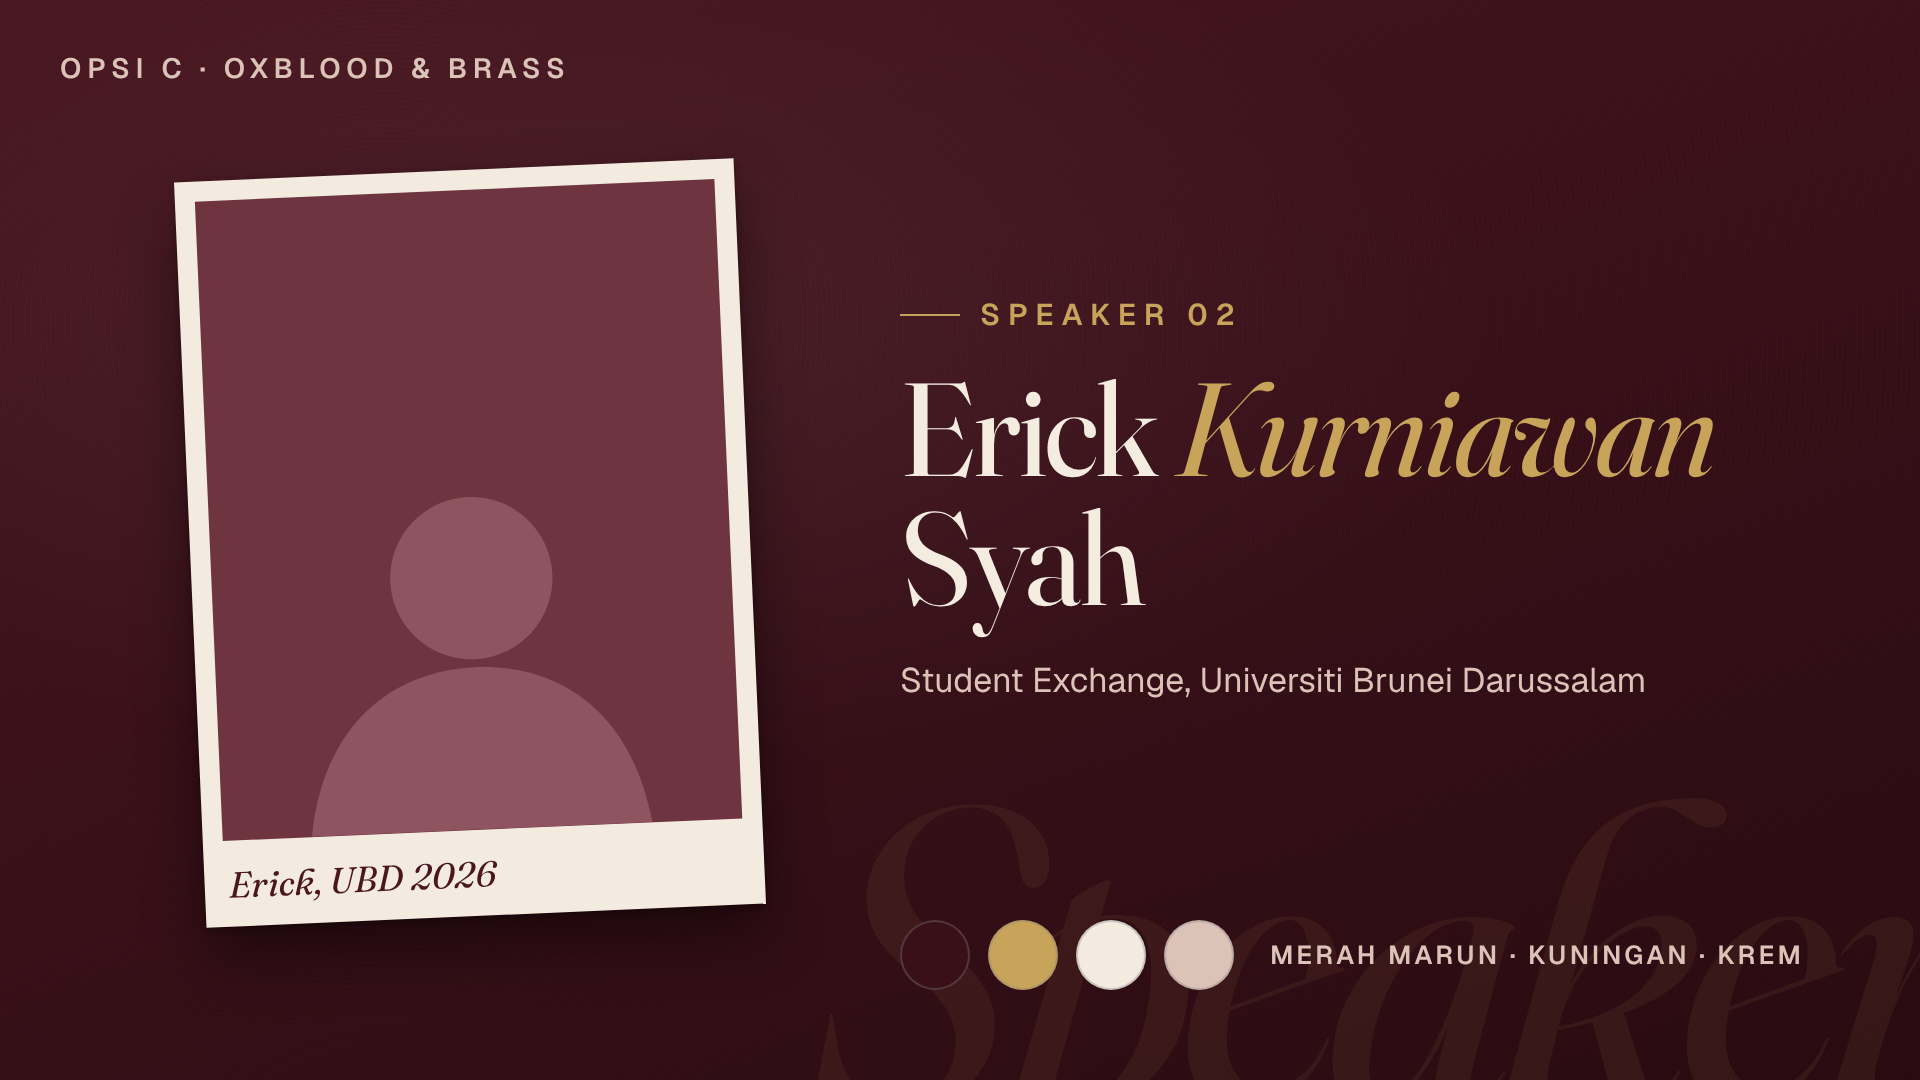 OPSI C · OXBLOOD & BRASS
SPEAKER 02
Erick Kurniawan
Syah
Student Exchange, Universiti Brunei Darussalam
Erick, UBD 2026
MERAH MARUN · KUNINGAN · KREM
Speaker